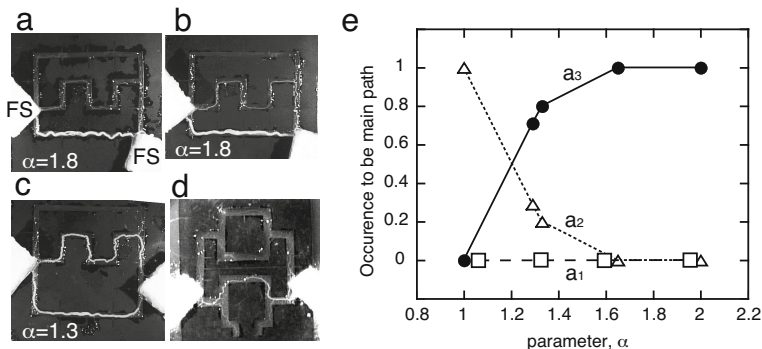 a
b
FS
FS
α=1.8
α=1.8
c
d
α=1.3
e
Occurence to be main path
1
0.8
0.6
0.4
0.2
0
a3
a2
a1
0.8
1
1.2
1.4
1.6
1.8
2
2.2
parameter, α